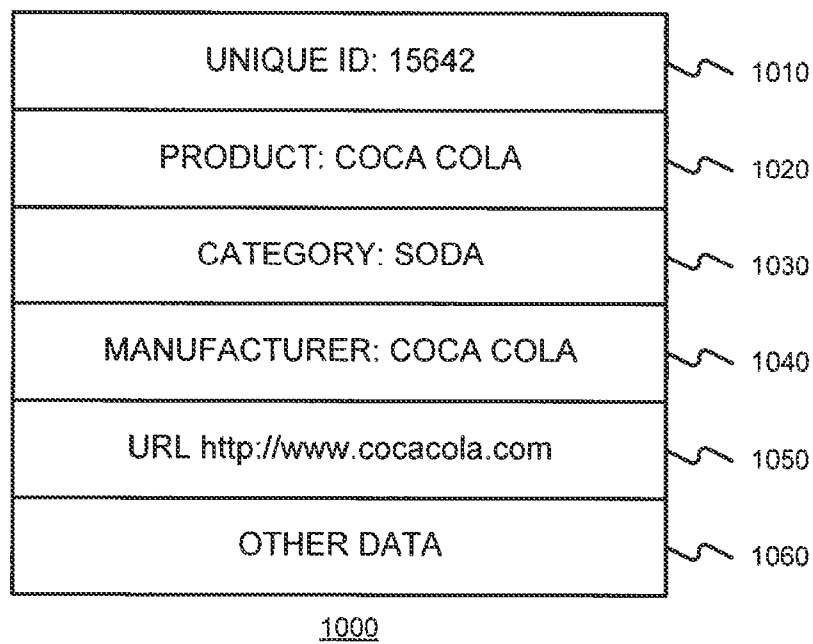 UNIQUE ID: 15642 1010
PRODUCT: COCA COLA 1020
CATEGORY: SODA 1030
MANUFACTURER: COCA COLA 1040
URL http://www.cocacola.com 1050
OTHER DATA 1060
1000